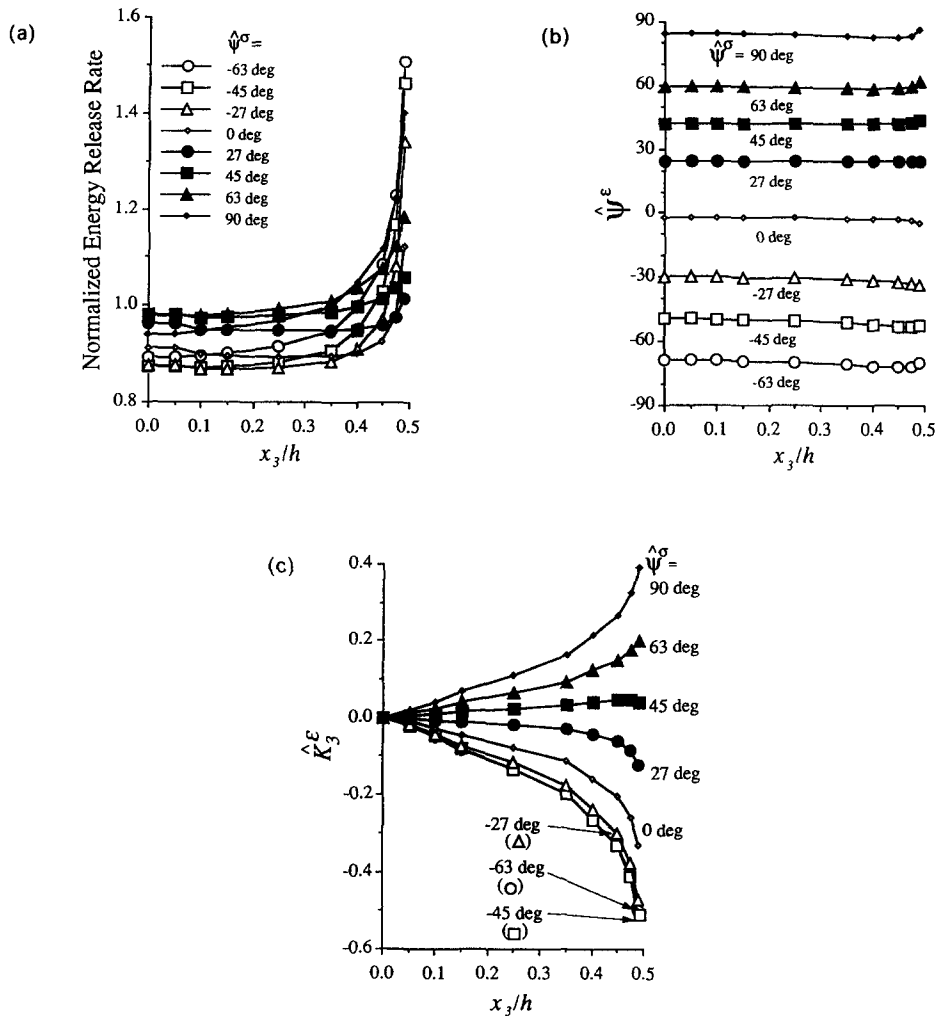 (a)
Normalized Energy Release Rate
1.6
1.4
1.2
1.0
0.8
ψ̂^σ =
-63 deg
-45 deg
-27 deg
0 deg
27 deg
45 deg
63 deg
90 deg
0.0 0.1 0.2 0.3 0.4 0.5
x_3/h
(b)
ψ̂^ε
90
60
30
0
-30
-60
-90
ψ̂^σ = 90 deg
63 deg
45 deg
27 deg
0 deg
-27 deg
-45 deg
-63 deg
0.0 0.1 0.2 0.3 0.4 0.5
x_3/h
(c)
K̂_3^ε
0.4
0.2
0.0
-0.2
-0.4
-0.6
ψ̂^σ =
90 deg
63 deg
45 deg
27 deg
0 deg
-27 deg
(△)
-63 deg
(○)
-45 deg
(□)
0.0 0.1 0.2 0.3 0.4 0.5
x_3/h